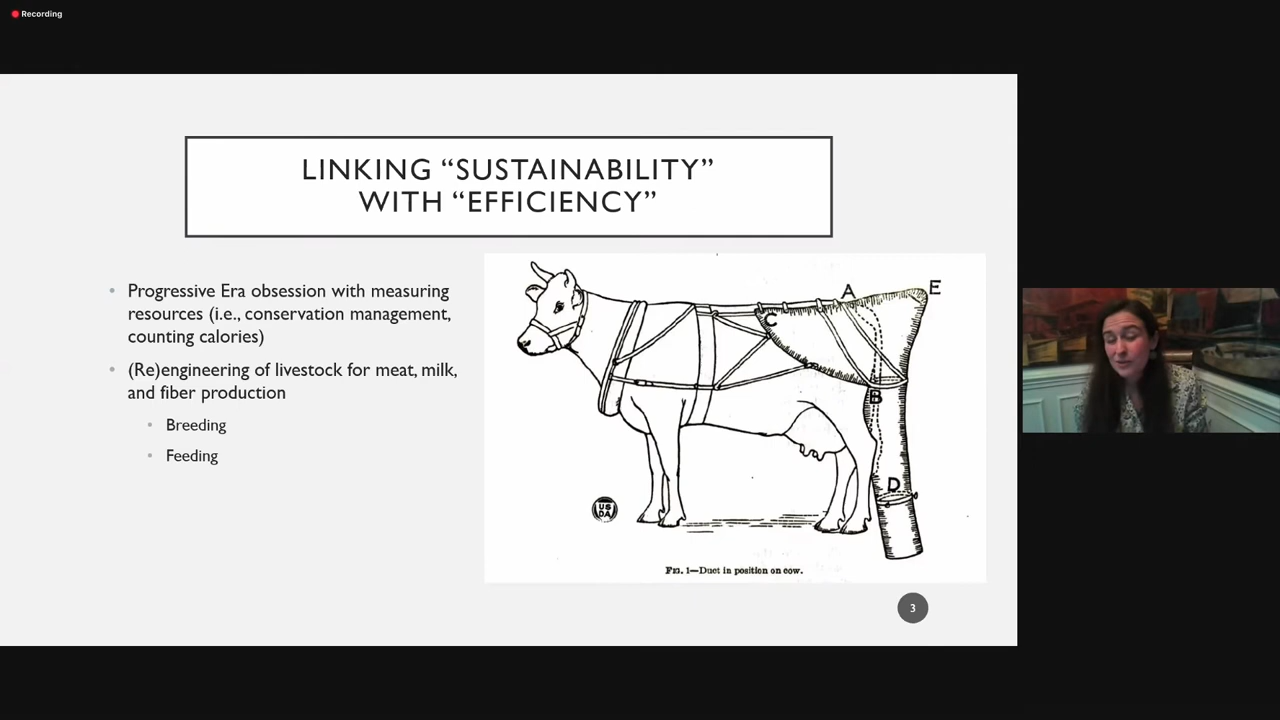 Recording
LINKING “SUSTAINABILITY”
WITH “EFFICIENCY”
• Progressive Era obsession with measuring
resources (i.e., conservation management,
counting calories)
• (Re)engineering of livestock for meat, milk,
and fiber production
• Breeding
• Feeding
A
E
C
B
D
US
DA
FIG. 1—Duct in position on cow.
3